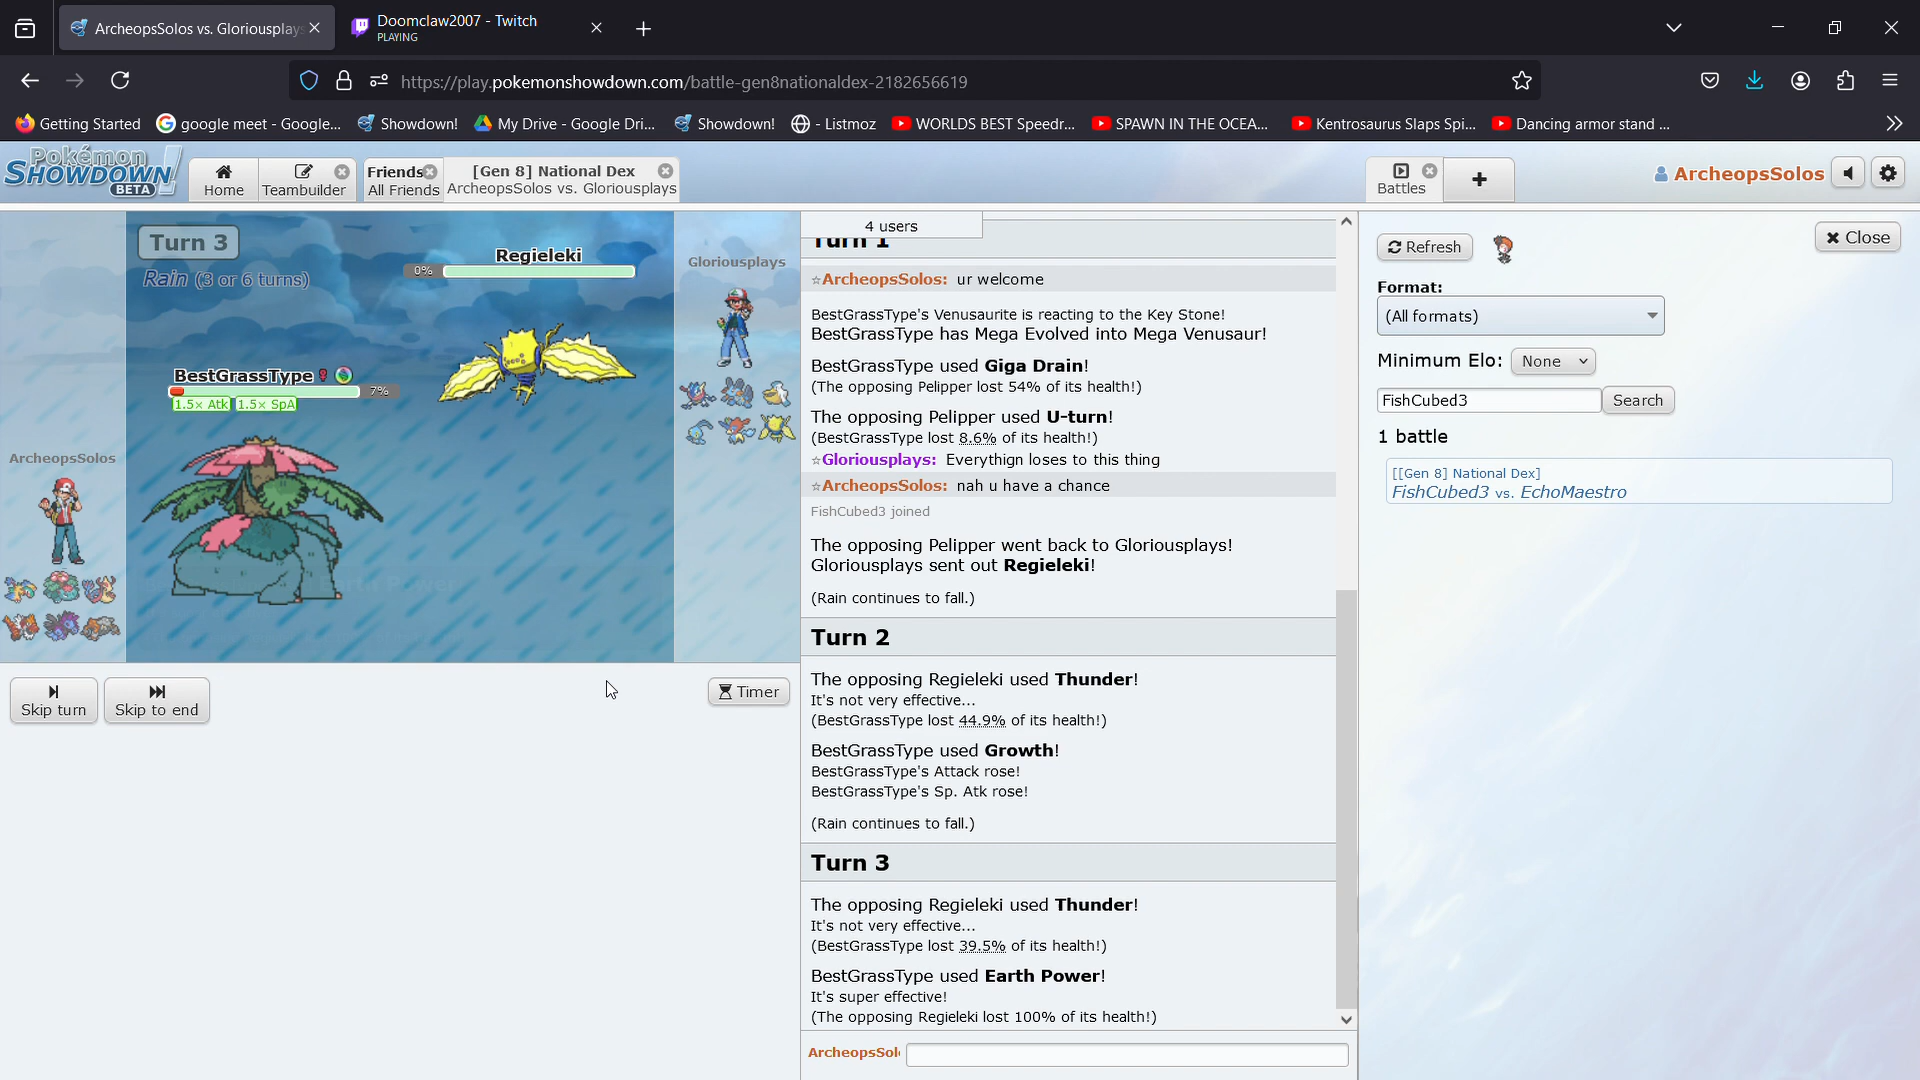 ArcheopsSolos vs. Gloriousplays
Doomclaw2007 - Twitch
PLAYING
https://play.pokemonshowdown.com/battle-gen8nationaldex-2182656619
Getting Started
google meet - Google...
Showdown!
My Drive - Google Dri...
Showdown!
- Listmoz
WORLDS BEST Speedr...
SPAWN IN THE OCEA...
Kentrosaurus Slaps Spi...
Dancing armor stand ...
Pokémon
SHOWDOWN!
BETA
Home
Teambuilder
Friends
All Friends
[Gen 8] National Dex
ArcheopsSolos vs. Gloriousplays
Battles
ArcheopsSolos
Turn 3
Rain (3 or 6 turns)
Regieleki
0%
Gloriousplays
BestGrassType
7%
1.5× Atk 1.5× SpA
ArcheopsSolos
Skip turn
Skip to end
Timer
4 users
Turn 1
☆ArcheopsSolos: ur welcome
BestGrassType's Venusaurite is reacting to the Key Stone!
BestGrassType has Mega Evolved into Mega Venusaur!
BestGrassType used Giga Drain!
(The opposing Pelipper lost 54% of its health!)
The opposing Pelipper used U-turn!
(BestGrassType lost 8.6% of its health!)
☆Gloriousplays: Everythign loses to this thing
☆ArcheopsSolos: nah u have a chance
FishCubed3 joined
The opposing Pelipper went back to Gloriousplays!
Gloriousplays sent out Regieleki!
(Rain continues to fall.)
Turn 2
The opposing Regieleki used Thunder!
It's not very effective...
(BestGrassType lost 44.9% of its health!)
BestGrassType used Growth!
BestGrassType's Attack rose!
BestGrassType's Sp. Atk rose!
(Rain continues to fall.)
Turn 3
The opposing Regieleki used Thunder!
It's not very effective...
(BestGrassType lost 39.5% of its health!)
BestGrassType used Earth Power!
It's super effective!
(The opposing Regieleki lost 100% of its health!)
ArcheopsSol
Refresh
Close
Format:
(All formats)
Minimum Elo: None
FishCubed3
Search
1 battle
[[Gen 8] National Dex]
FishCubed3 vs. EchoMaestro